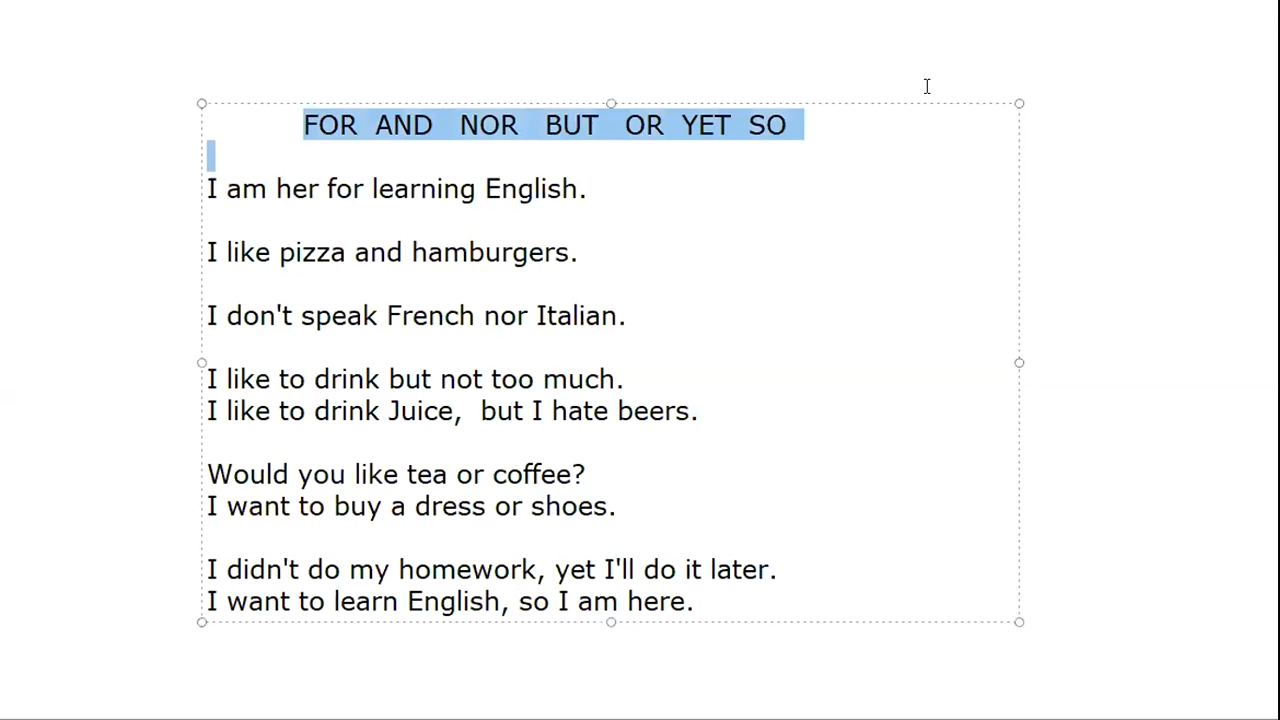 FOR AND NOR BUT OR YET SO
I am her for learning English.
I like pizza and hamburgers.
I don't speak French nor Italian.
I like to drink but not too much.
I like to drink Juice, but I hate beers.
Would you like tea or coffee?
I want to buy a dress or shoes.
I didn't do my homework, yet I'll do it later.
I want to learn English, so I am here.